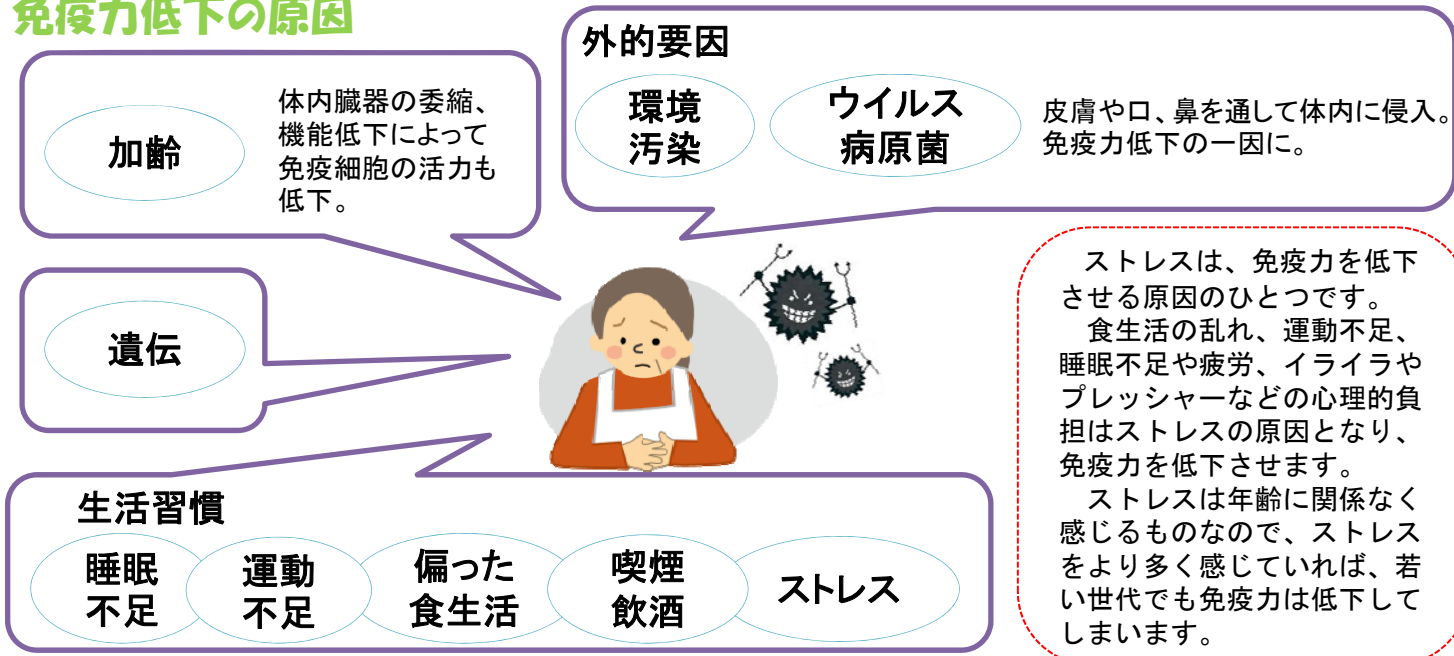 免疫力低下の原因
加齢
体内臓器の委縮、
機能低下によって
免疫細胞の活力も
低下。
外的要因
環境
汚染
ウイルス
病原菌
皮膚や口、鼻を通して体内に侵入。
免疫力低下の一因に。
遺伝
生活習慣
睡眠
不足
運動
不足
偏った
食生活
喫煙
飲酒
ストレス
ストレスは、免疫力を低下
させる原因のひとつです。
食生活の乱れ、運動不足、
睡眠不足や疲労、イライラや
プレッシャーなどの心理的負
担はストレスの原因となり、
免疫力を低下させます。
ストレスは年齢に関係なく
感じるものなので、ストレス
をより多く感じていれば、若
い世代でも免疫力は低下して
しまいます。